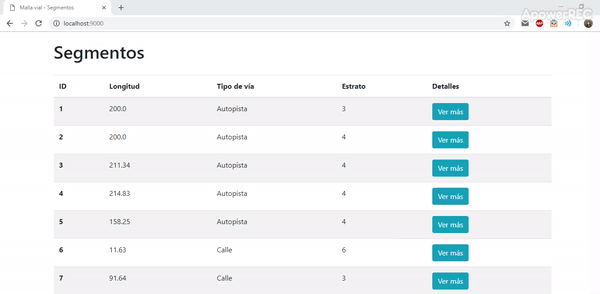 Malla vial - Segmentos
ApowerREC
localhost:9000
Segmentos
ID Longitud Tipo de vía Estrato Detalles
1 200.0 Autopista 3 Ver más
2 200.0 Autopista 4 Ver más
3 211.34 Autopista 4 Ver más
4 214.83 Autopista 4 Ver más
5 158.25 Autopista 4 Ver más
6 11.63 Calle 6 Ver más
7 91.64 Calle 3 Ver más